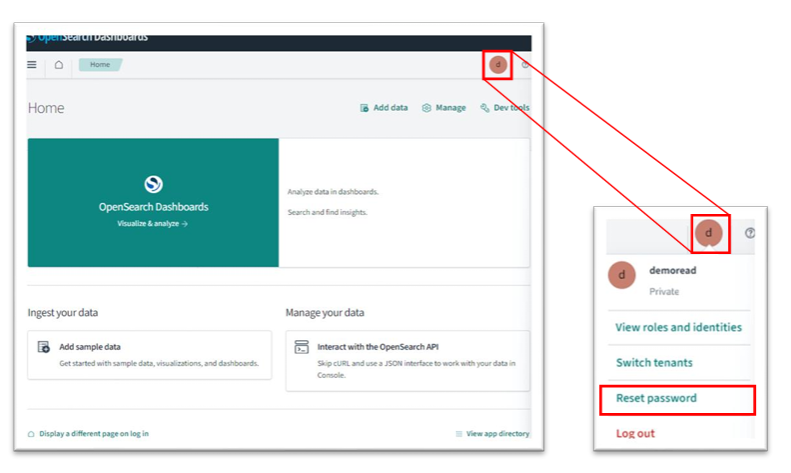 OpenSearch Dashboards
Home
d
Home
Add data
Manage
Dev tools
OpenSearch Dashboards
Visualize & analyze →
Analyze data in dashboards.
Search and find insights.
Ingest your data
Manage your data
Add sample data
Get started with sample data, visualizations, and dashboards.
Interact with the OpenSearch API
Skip cURL and use a JSON interface to work with your data in
Console.
Display a different page on log in
View app directory
d
d
demoread
Private
View roles and identities
Switch tenants
Reset password
Log out